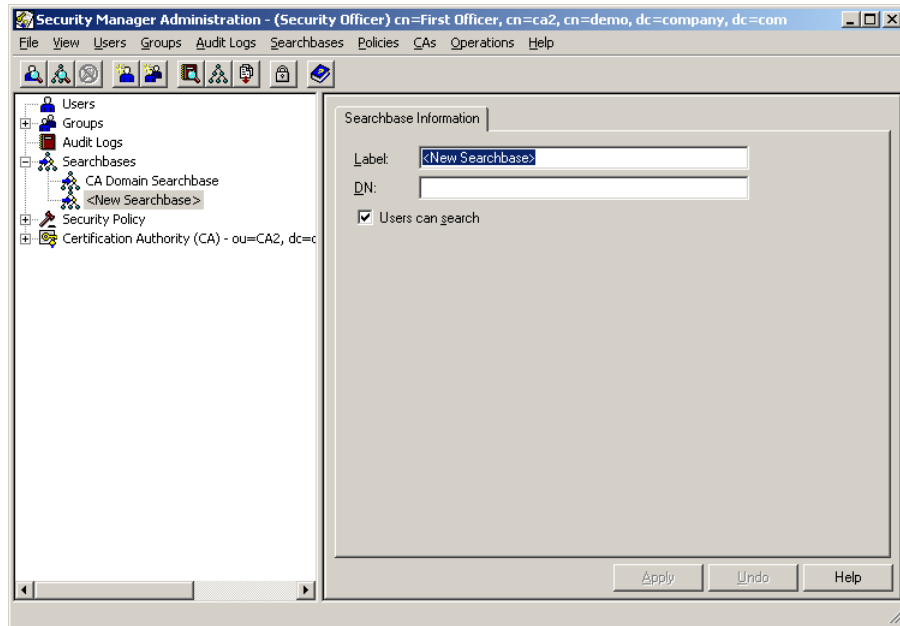 Security Manager Administration - (Security Officer) cn=First Officer, cn=ca2, cn=demo, dc=company, dc=com
File View Users Groups Audit Logs Searchbases Policies CAs Operations Help
Users
Groups
Audit Logs
Searchbases
CA Domain Searchbase
<New Searchbase>
Security Policy
Certification Authority (CA) - ou=CA2, dc=c
Searchbase Information
Label: <New Searchbase>
DN:
Users can search
Apply Undo Help